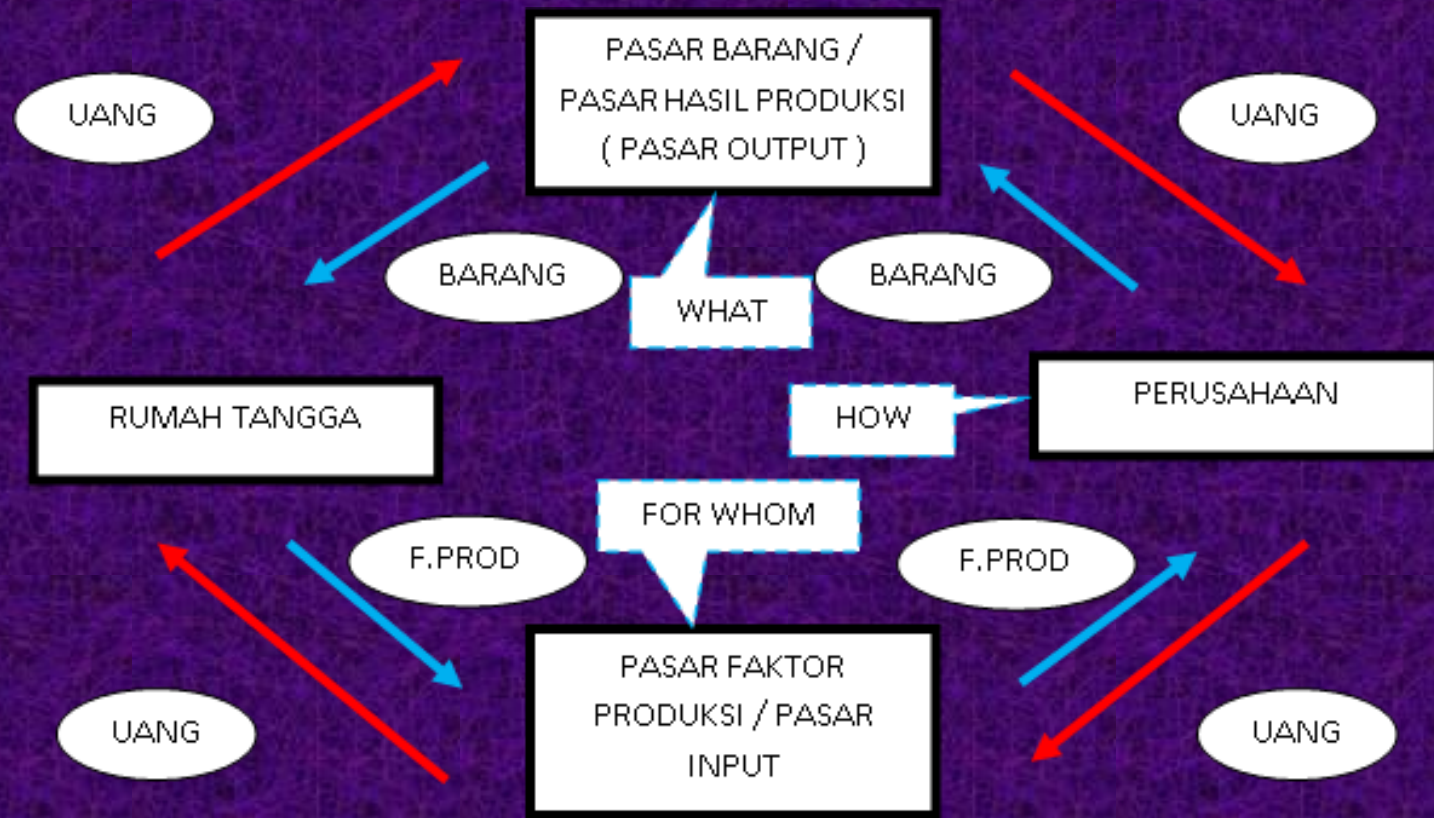 PASAR BARANG /
PASAR HASIL PRODUKSI
( PASAR OUTPUT )
UANG
UANG
BARANG
BARANG
WHAT
RUMAH TANGGA
HOW
PERUSAHAAN
FOR WHOM
F.PROD
F.PROD
PASAR FAKTOR
PRODUKSI / PASAR
INPUT
UANG
UANG